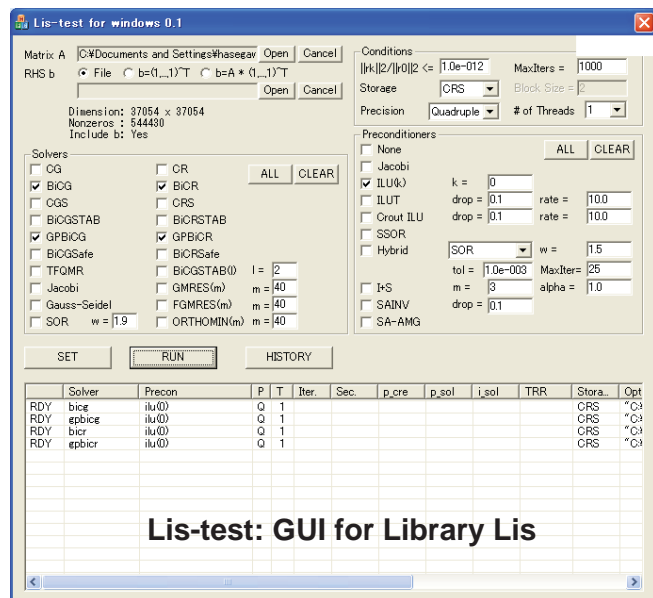 Lis-test for windows 0.1
Matrix A C:¥Documents and Settings¥hasegaw Open Cancel
RHS b File b=(1,...,1)^T b=A * (1,...,1)^T
Open Cancel
Dimension: 37054 x 37054
Nonzeros : 544430
Include b: Yes
Conditions
||rk||2/||r0||2 <= 1.0e-012 MaxIters = 1000
Storage CRS Block Size = 2
Precision Quadruple # of Threads 1
Solvers
CG CR ALL CLEAR
BiCG BiCR
CGS CRS
BiCGSTAB BiCRSTAB
GPBiCG GPBiCR
BiCGSafe BiCRSafe
TFQMR BiCGSTAB(l) l = 2
Jacobi GMRES(m) m = 40
Gauss-Seidel FGMRES(m) m = 40
SOR w = 1.9 ORTHOMIN(m) m = 40
Preconditioners
None ALL CLEAR
Jacobi
ILU(k) k = 0
ILUT drop = 0.1 rate = 10.0
Crout ILU drop = 0.1 rate = 10.0
SSOR
Hybrid SOR w = 1.5
tol = 1.0e-003 MaxIter= 25
I+S m = 3 alpha = 1.0
SAINV drop = 0.1
SA-AMG
SET RUN HISTORY
Solver Precon P T Iter. Sec. p_cre p_sol i_sol TRR Stora... Opt
RDY bicg ilu(0) Q 1 CRS "C:¥
RDY gpbicg ilu(0) Q 1 CRS "C:¥
RDY bicr ilu(0) Q 1 CRS "C:¥
RDY gpbicr ilu(0) Q 1 CRS "C:¥
Lis-test: GUI for Library Lis